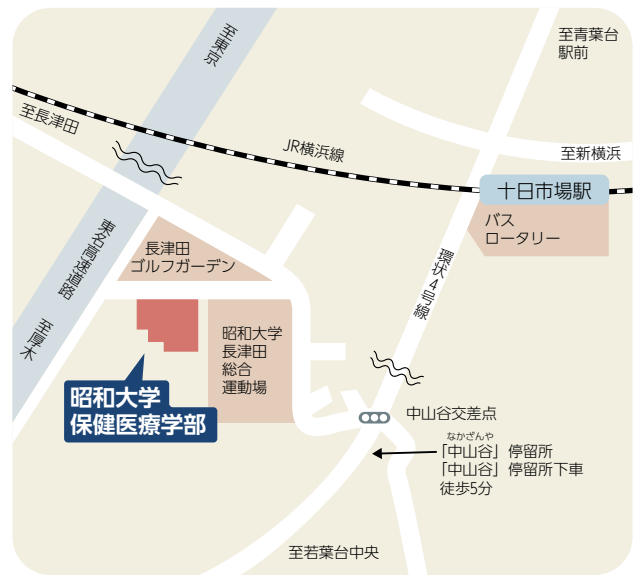 至東京
至青葉台
駅前
至長津田
JR横浜線
至新横浜
十日市場駅
バス
ロータリー
東名高速道路
長津田
ゴルフガーデン
環状4号線
至厚木
昭和大学
長津田
総合
運動場
昭和大学
保健医療学部
中山谷交差点
なかざんや
「中山谷」停留所
「中山谷」停留所下車
徒歩5分
至若葉台中央